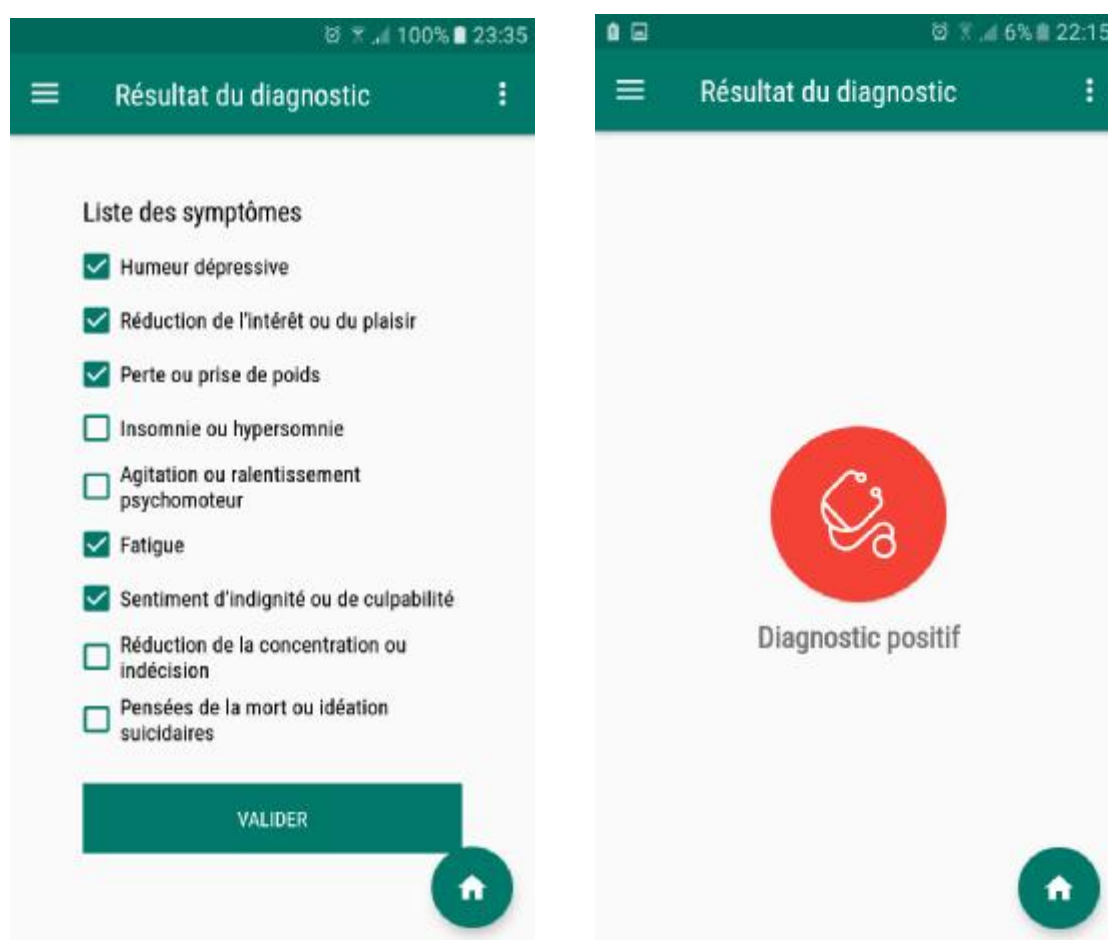 100% 23:35
Résultat du diagnostic
Liste des symptômes
Humeur dépressive
Réduction de l'intérêt ou du plaisir
Perte ou prise de poids
Insomnie ou hypersomnie
Agitation ou ralentissement
psychomoteur
Fatigue
Sentiment d'indignité ou de culpabilité
Réduction de la concentration ou
indécision
Pensées de la mort ou idéation
suicidaires
VALIDER
6% 22:15
Résultat du diagnostic
Diagnostic positif